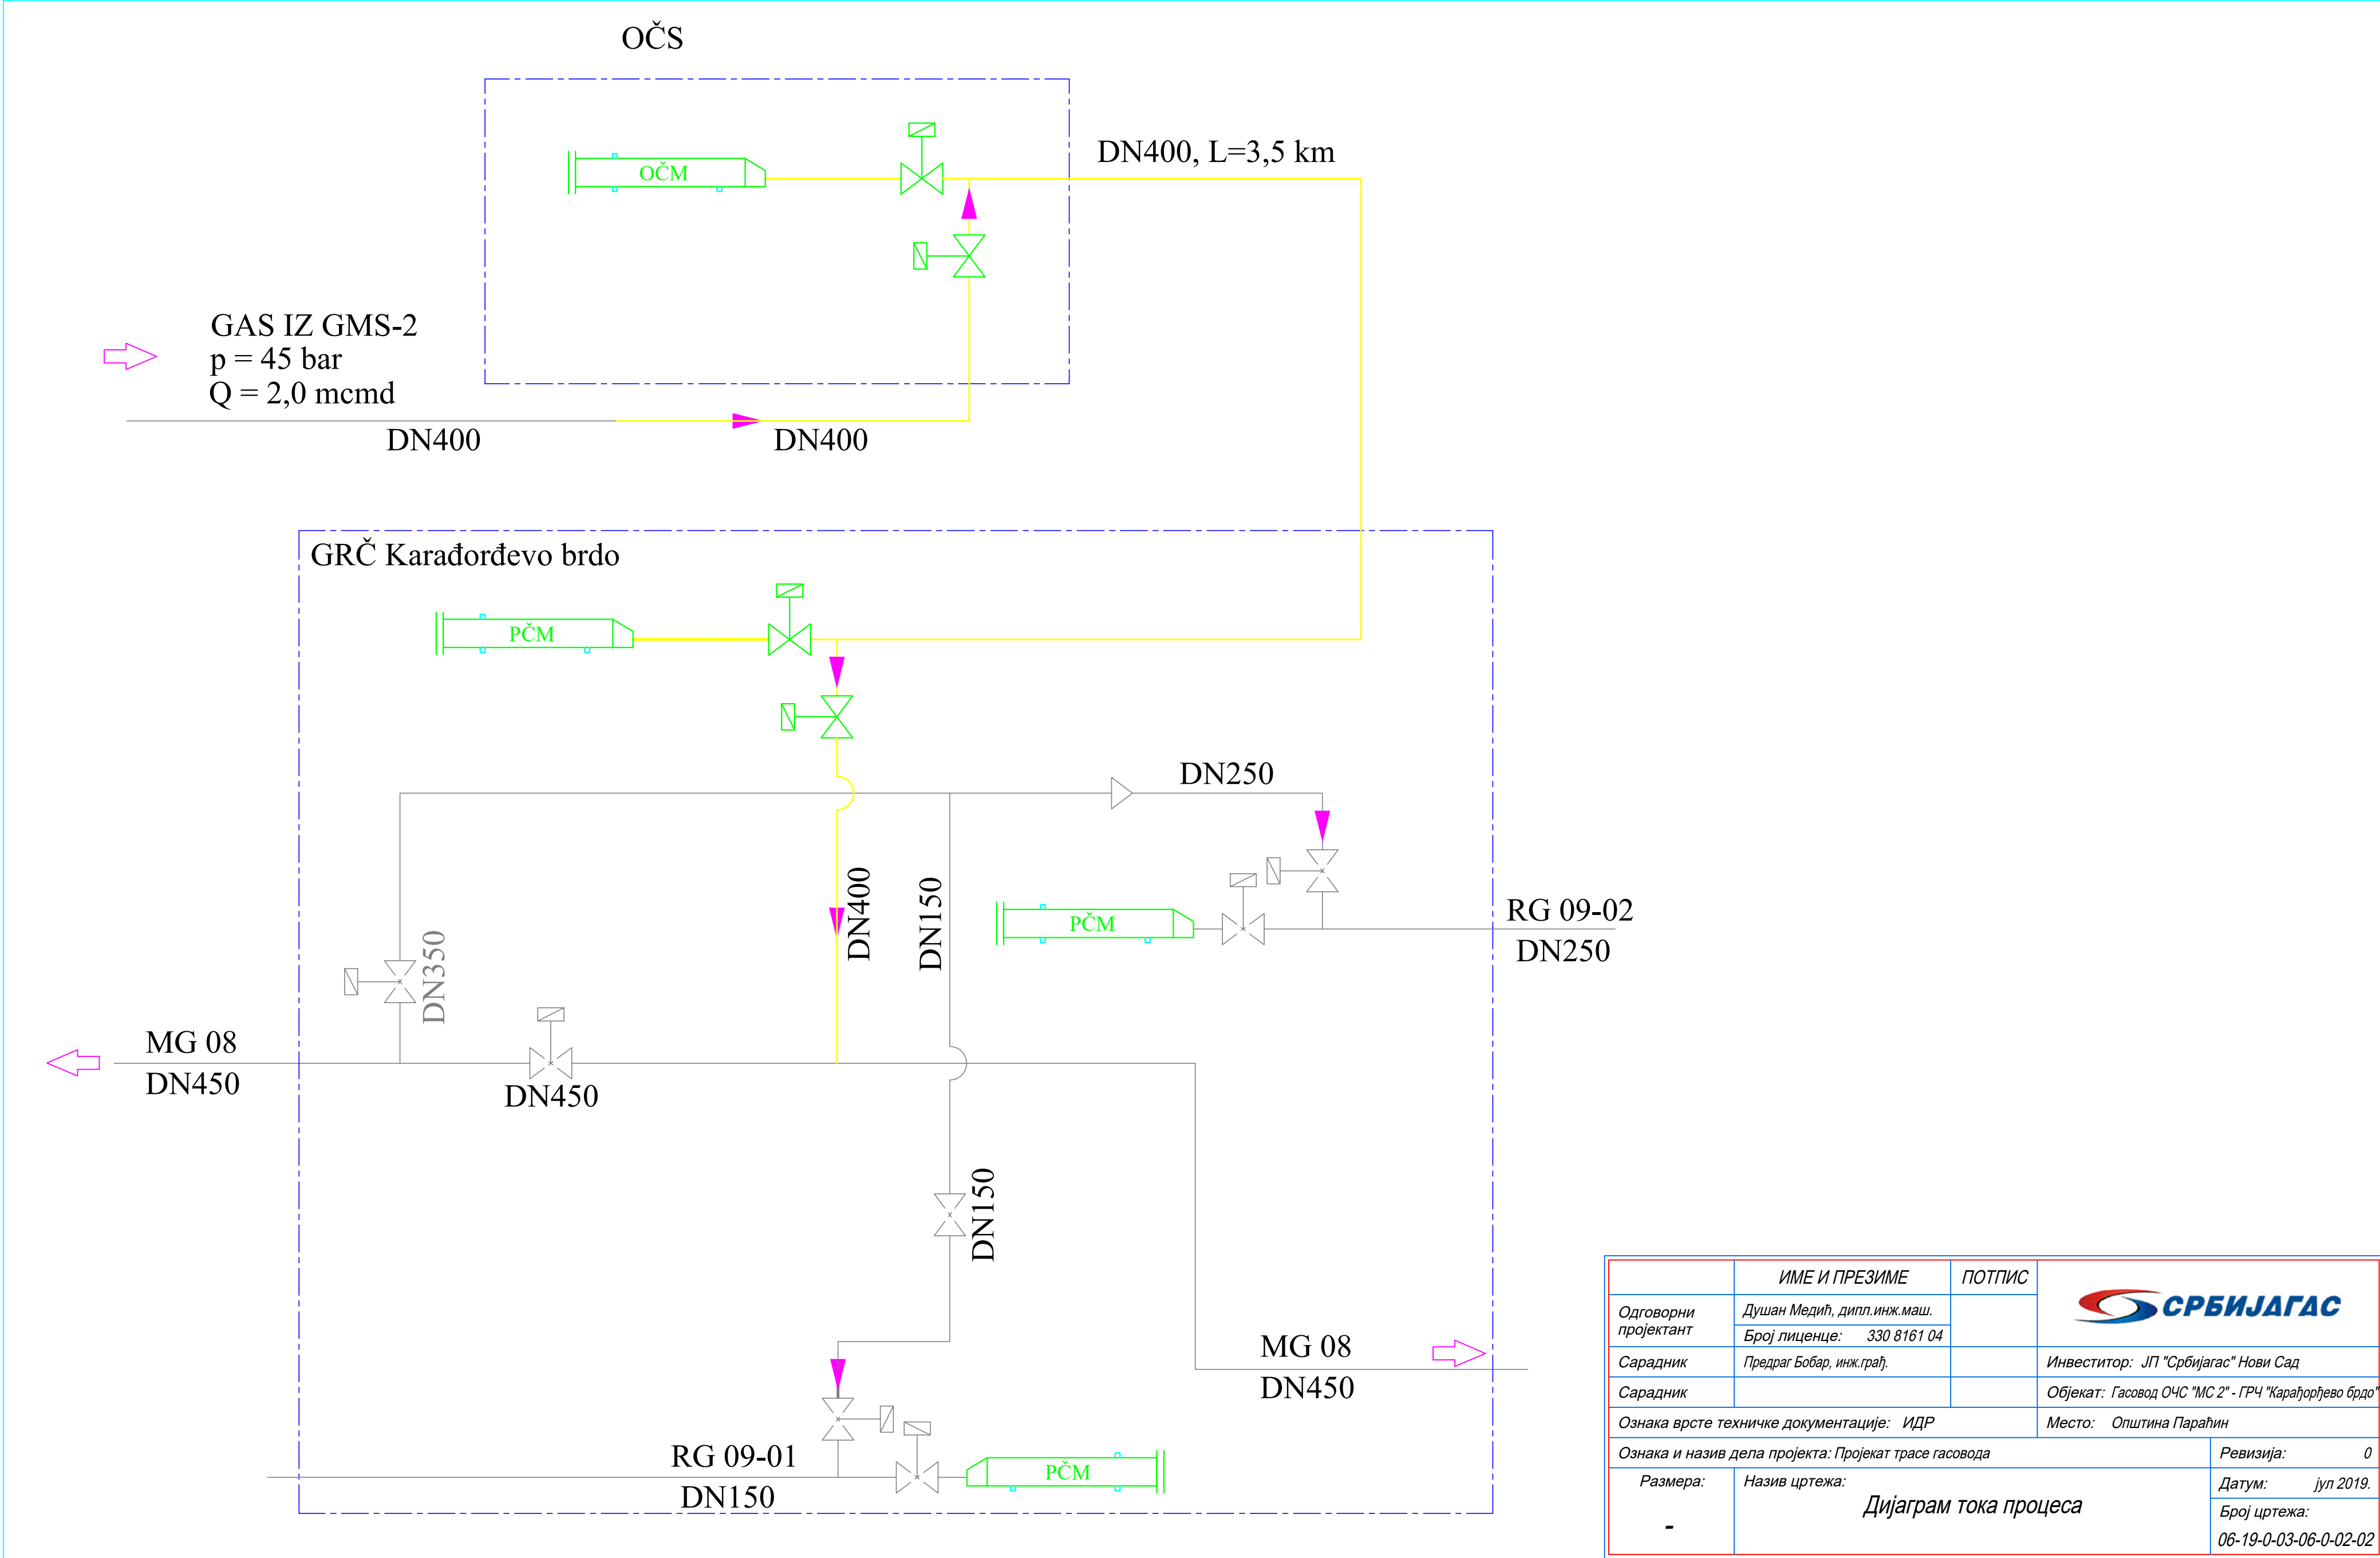 OČS
OČM
DN400, L=3,5 km
GAS IZ GMS-2
p = 45 bar
Q = 2,0 mcmd
DN400
DN400
GRČ Karađorđevo brdo
PČM
DN250
DN400
DN150
PČM
RG 09-02
DN250
DN350
MG 08
DN450
DN450
DN150
MG 08
DN450
RG 09-01
DN150
PČM
ИМЕ И ПРЕЗИМЕ
ПОТПИС
СРБИЈАГАС
Одговорни
пројектант
Душан Медић, дипл.инж.маш.
Број лиценце: 330 8161 04
Сарадник
Предраг Бобар, инж.грађ.
Инвеститор: ЈП "Србијагас" Нови Сад
Сарадник
Објекат: Гасовод ОЧС "МС 2" - ГРЧ "Карађорђево брдо"
Ознака врсте техничке документације: ИДР
Место: Општина Параћин
Ознака и назив дела пројекта: Пројекат трасе гасовода
Ревизија: 0
Размера:
-
Назив цртежа:
Дијаграм тока процеса
Датум: јул 2019.
Број цртежа:
06-19-0-03-06-0-02-02